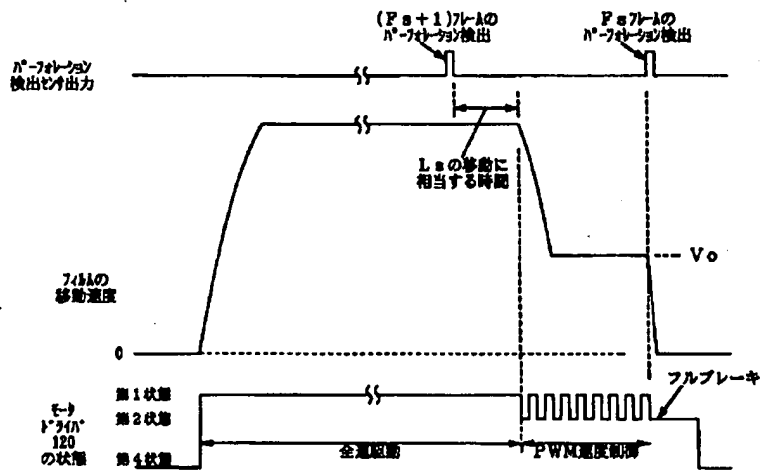 (Fs+1)フレームの
パーフォレーション検出
Fsフレームの
パーフォレーション検出
パーフォレーション
検出センサ出力
Lsの移動に
相当する時間
Vo
フィルムの
移動速度
0
フルブレーキ
第1状態
第2状態
第4状態
モータ
ドライバ
120
の状態
全速駆動
PWM速度制御